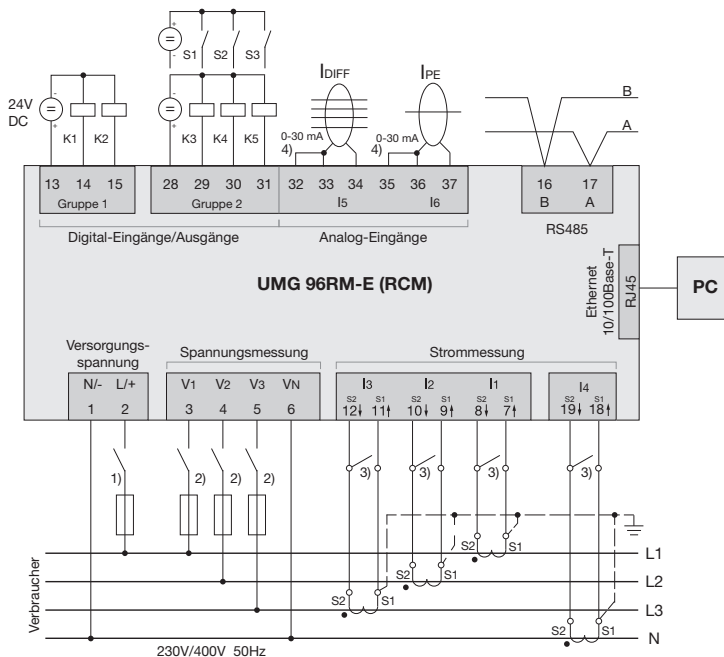 S1 S2 S3
IDIFF IPE
24V
DC
K1 K2 K3 K4 K5
0-30 mA 0-30 mA
4) 4)
B
A
13 14 15 28 29 30 31 32 33 34 35 36 37 16 17
Gruppe 1 Gruppe 2 I5 I6 B A
Digital-Eingänge/Ausgänge Analog-Eingänge RS485
UMG 96RM-E (RCM)
Ethernet
10/100Base-T
RJ45
PC
Versorgungs-
spannung
Spannungsmessung Strommessung
N/- L/+ V1 V2 V3 VN I3 I2 I1 I4
S2 S1 S2 S1 S2 S1 S2 S1
1 2 3 4 5 6 12 11 10 9 8 7 19 18
1) 2) 2) 2) 3) 3) 3) 3)
S2 S1 L1
S2 S1 L2
S2 S1 L3
S2 S1 N
Verbraucher
230V/400V 50Hz